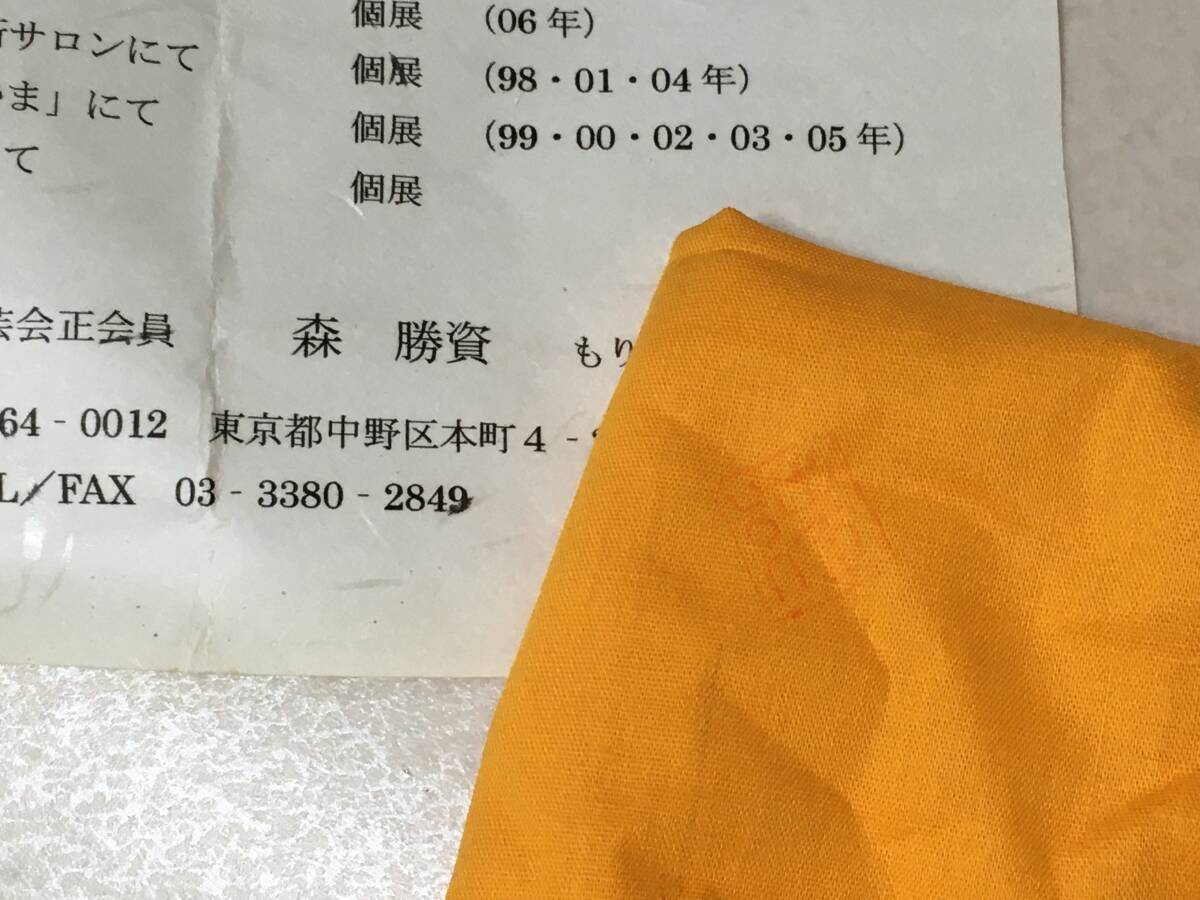 サロンにて 個展 (06年)
ま」にて 個展 (98・01・04年)
て 個展 (99・00・02・03・05年)
個展
会正会員 森 勝資 もり
64-0012 東京都中野区本町4-
L/FAX 03-3380-2849